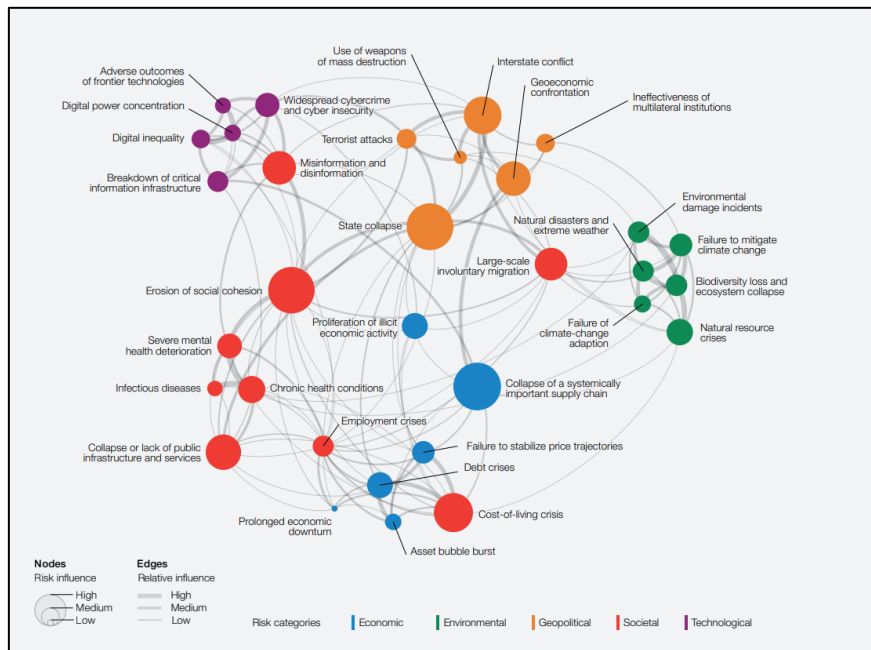 Use of weapons
of mass destruction
Interstate conflict
Adverse outcomes
of frontier technologies
Geoeconomic
confrontation
Digital power concentration
Widespread cybercrime
and cyber insecurity
Ineffectiveness of
multilateral institutions
Digital inequality
Terrorist attacks
Misinformation and
disinformation
Breakdown of critical
information infrastructure
Environmental
damage incidents
Natural disasters and
extreme weather
State collapse
Failure to mitigate
climate change
Large-scale
involuntary migration
Erosion of social cohesion
Biodiversity loss and
ecosystem collapse
Proliferation of illicit
economic activity
Failure of
climate-change
adaption
Natural resource
crises
Severe mental
health deterioration
Infectious diseases
Chronic health conditions
Collapse of a systemically
important supply chain
Employment crises
Collapse or lack of public
infrastructure and services
Failure to stabilize price trajectories
Debt crises
Prolonged economic
downturn
Cost-of-living crisis
Asset bubble burst
Nodes
Risk influence
High
Medium
Low
Edges
Relative influence
High
Medium
Low
Risk categories
Economic
Environmental
Geopolitical
Societal
Technological